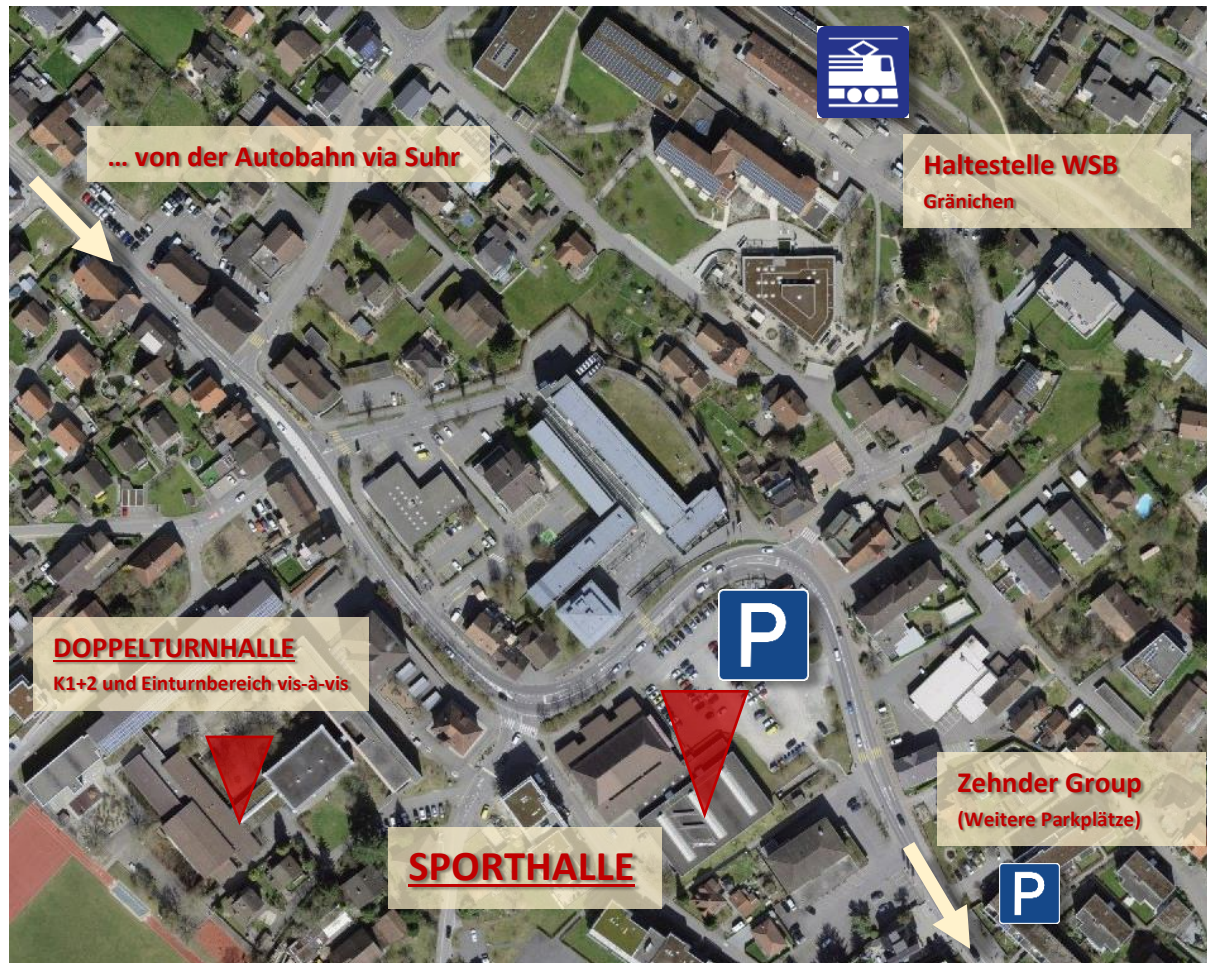 ... von der Autobahn via Suhr
Haltestelle WSB
Gränichen
P
DOPPELTURNHALLE
K1+2 und Einturnbereich vis-à-vis
Zehnder Group
(Weitere Parkplätze)
SPORTHALLE
P